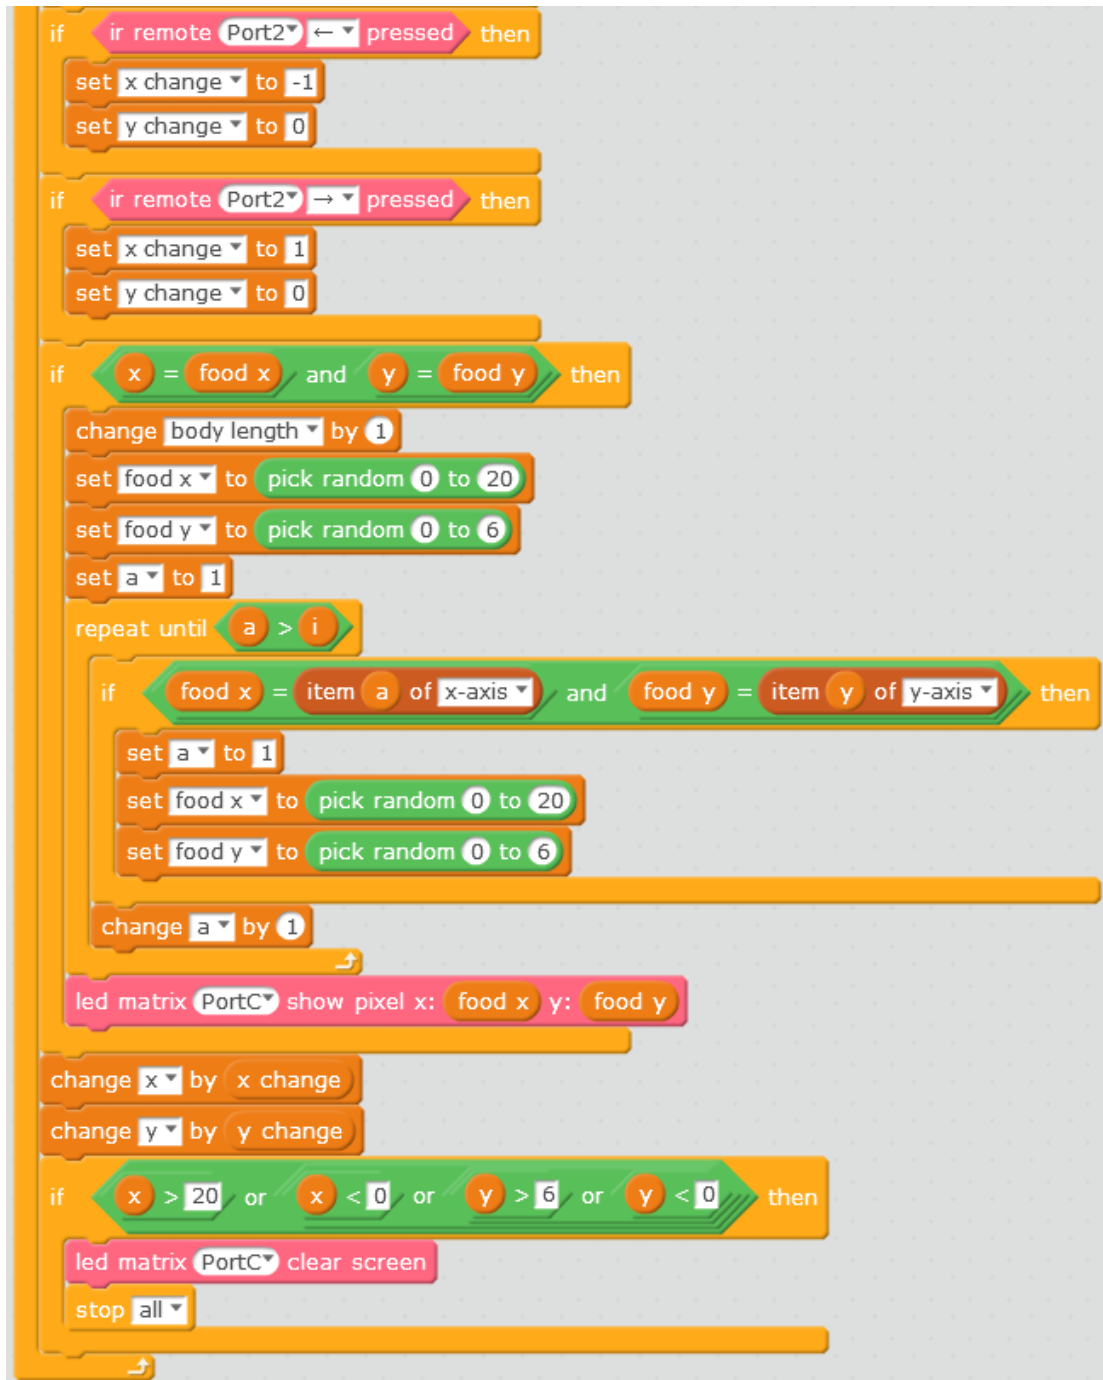 if ir remote Port2 ← pressed then
set x change to -1
set y change to 0
if ir remote Port2 → pressed then
set x change to 1
set y change to 0
if x = food x and y = food y then
change body length by 1
set food x to pick random 0 to 20
set food y to pick random 0 to 6
set a to 1
repeat until a > i
if food x = item a of x-axis and food y = item y of y-axis then
set a to 1
set food x to pick random 0 to 20
set food y to pick random 0 to 6
change a by 1
led matrix PortC show pixel x: food x y: food y
change x by x change
change y by y change
if x > 20 or x < 0 or y > 6 or y < 0 then
led matrix PortC clear screen
stop all